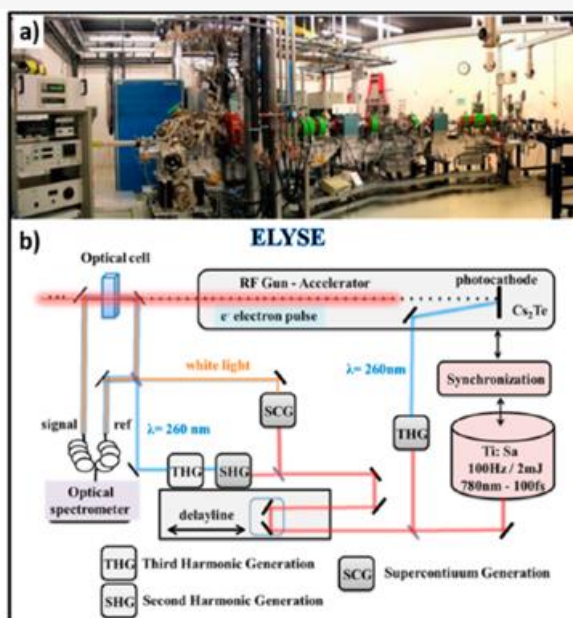 a)
b)
ELYSE
Optical cell
RF Gun - Accelerator
photocathode
e⁻ electron pulse
Cs₂Te
white light
λ= 260nm
Synchronization
SCG
signal
ref
λ= 260 nm
THG
Ti: Sa
100Hz / 2mJ
780nm - 100fs
THG
SHG
Optical
spectrometer
delayline
THG Third Harmonic Generation
SCG Supercontiuum Generation
SHG Second Harmonic Generation